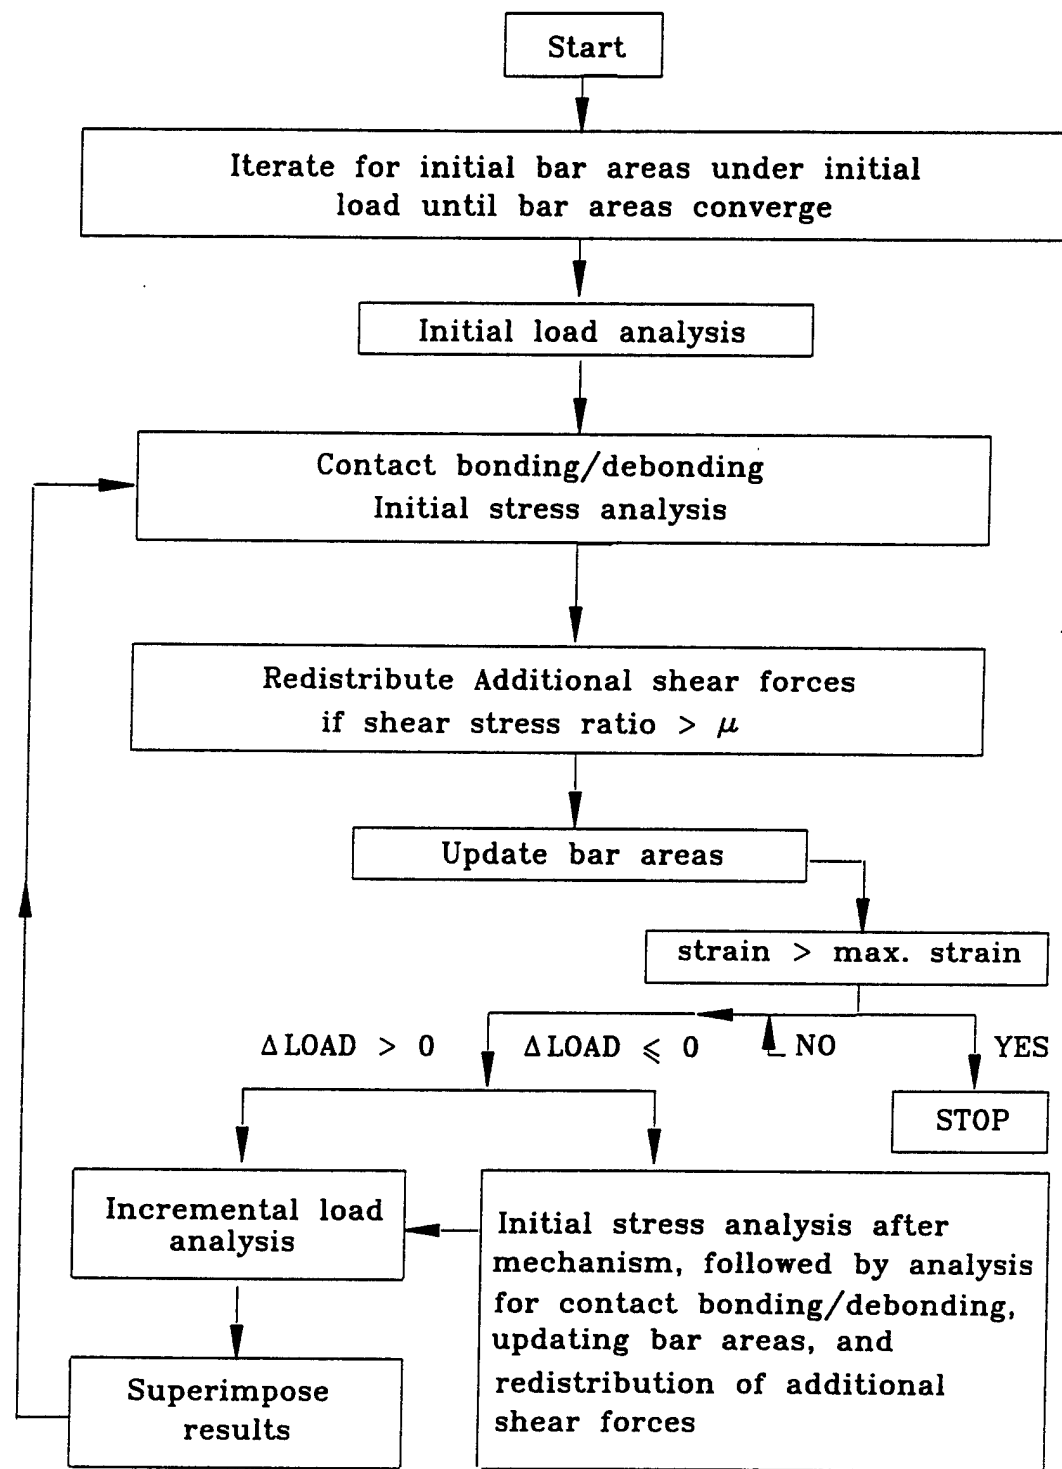 Start
Iterate for initial bar areas under initial
load until bar areas converge
Initial load analysis
Contact bonding/debonding
Initial stress analysis
Redistribute Additional shear forces
if shear stress ratio > μ
Update bar areas
strain > max. strain
ΔLOAD > 0
ΔLOAD ⩽ 0
NO
YES
STOP
Incremental load
analysis
Initial stress analysis after
mechanism, followed by analysis
for contact bonding/debonding,
updating bar areas, and
redistribution of additional
shear forces
Superimpose
results